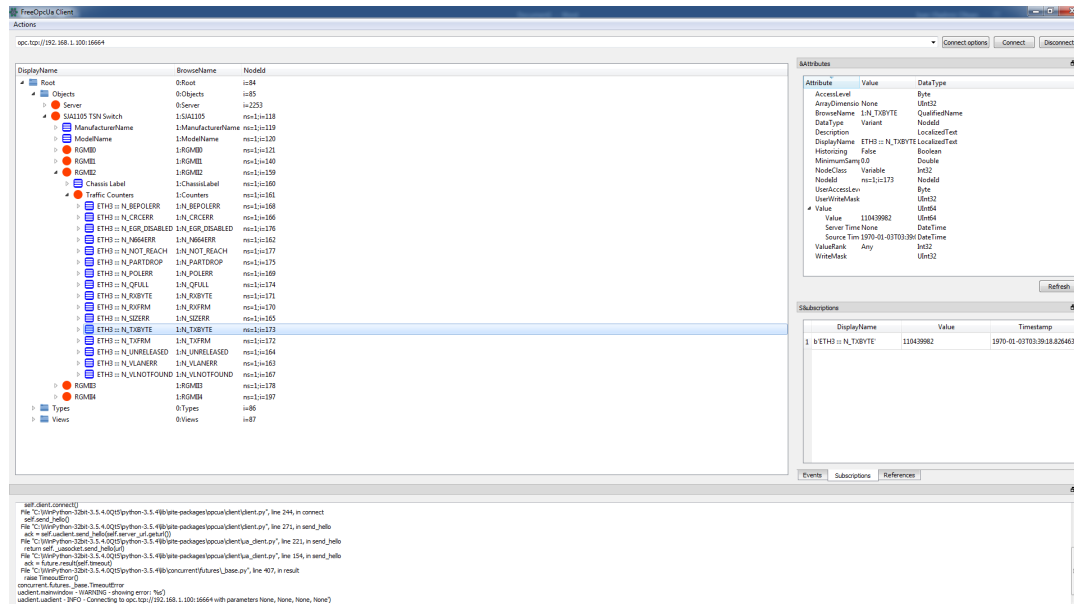 FreeOpcUa Client
Actions
opc.tcp://192.168.1.100:16664
Connect options Connect Disconnect
DisplayName BrowseName NodeId
Root 0:Root i=84
Objects 0:Objects i=85
Server 0:Server i=2253
SJA1105 TSN Switch 1:SJA1105 ns=1;i=118
ManufacturerName 1:ManufacturerName ns=1;i=119
ModelName 1:ModelName ns=1;i=120
RGMII0 1:RGMII0 ns=1;i=121
RGMII1 1:RGMII1 ns=1;i=140
RGMII2 1:RGMII2 ns=1;i=159
Chassis Label 1:ChassisLabel ns=1;i=160
Traffic Counters 1:Counters ns=1;i=161
ETH3 :: N_BEPOLERR 1:N_BEPOLERR ns=1;i=168
ETH3 :: N_CRCERR 1:N_CRCERR ns=1;i=166
ETH3 :: N_EGR_DISABLED 1:N_EGR_DISABLED ns=1;i=176
ETH3 :: N_N664ERR 1:N_N664ERR ns=1;i=162
ETH3 :: N_NOT_REACH 1:N_NOT_REACH ns=1;i=177
ETH3 :: N_PARTDROP 1:N_PARTDROP ns=1;i=175
ETH3 :: N_POLERR 1:N_POLERR ns=1;i=169
ETH3 :: N_QFULL 1:N_QFULL ns=1;i=174
ETH3 :: N_RXBYTE 1:N_RXBYTE ns=1;i=171
ETH3 :: N_RXFRM 1:N_RXFRM ns=1;i=170
ETH3 :: N_SIZERR 1:N_SIZERR ns=1;i=165
ETH3 :: N_TXBYTE 1:N_TXBYTE ns=1;i=173
ETH3 :: N_TXFRM 1:N_TXFRM ns=1;i=172
ETH3 :: N_UNRELEASED 1:N_UNRELEASED ns=1;i=164
ETH3 :: N_VLANERR 1:N_VLANERR ns=1;i=163
ETH3 :: N_VLNOTFOUND 1:N_VLNOTFOUND ns=1;i=167
RGMII3 1:RGMII3 ns=1;i=178
RGMII4 1:RGMII4 ns=1;i=197
Types 0:Types i=86
Views 0:Views i=87
&Attributes
Attribute Value DataType
AccessLevel Byte
ArrayDimensio None UInt32
BrowseName 1:N_TXBYTE QualifiedName
DataType Variant NodeId
Description LocalizedText
DisplayName ETH3 :: N_TXBYTE LocalizedText
Historizing False Boolean
MinimumSamp 0.0 Double
NodeClass Variable Int32
NodeId ns=1;i=173 NodeId
UserAccessLev Byte
UserWriteMask UInt32
Value UInt64
Value 110439982 UInt64
Server Time None DateTime
Source Tim 1970-01-03T03:39:1 DateTime
ValueRank Any Int32
WriteMask UInt32
Refresh
S&ubscriptions
DisplayName Value Timestamp
1 b'ETH3 :: N_TXBYTE' 110439982 1970-01-03T03:39:18.826463
Events Subscriptions References
self.client.connect()
File "C:\WinPython-32bit-3.5.4.0Qt5\python-3.5.4\lib\site-packages\opcua\client\client.py", line 244, in connect
self.send_hello()
File "C:\WinPython-32bit-3.5.4.0Qt5\python-3.5.4\lib\site-packages\opcua\client\client.py", line 271, in send_hello
ack = self.uaclient.send_hello(self.server_url.geturl())
File "C:\WinPython-32bit-3.5.4.0Qt5\python-3.5.4\lib\site-packages\opcua\client\ua_client.py", line 221, in send_hello
return self._uasocket.send_hello(url)
File "C:\WinPython-32bit-3.5.4.0Qt5\python-3.5.4\lib\site-packages\opcua\client\ua_client.py", line 154, in send_hello
ack = future.result(self.timeout)
File "C:\WinPython-32bit-3.5.4.0Qt5\python-3.5.4\lib\concurrent\futures\_base.py", line 407, in result
raise TimeoutError()
concurrent.futures._base.TimeoutError
uaclient.mainwindow - WARNING - showing error: %s')
uaclient.uaclient - INFO - Connecting to opc.tcp://192.168.1.100:16664 with parameters None, None, None, None')